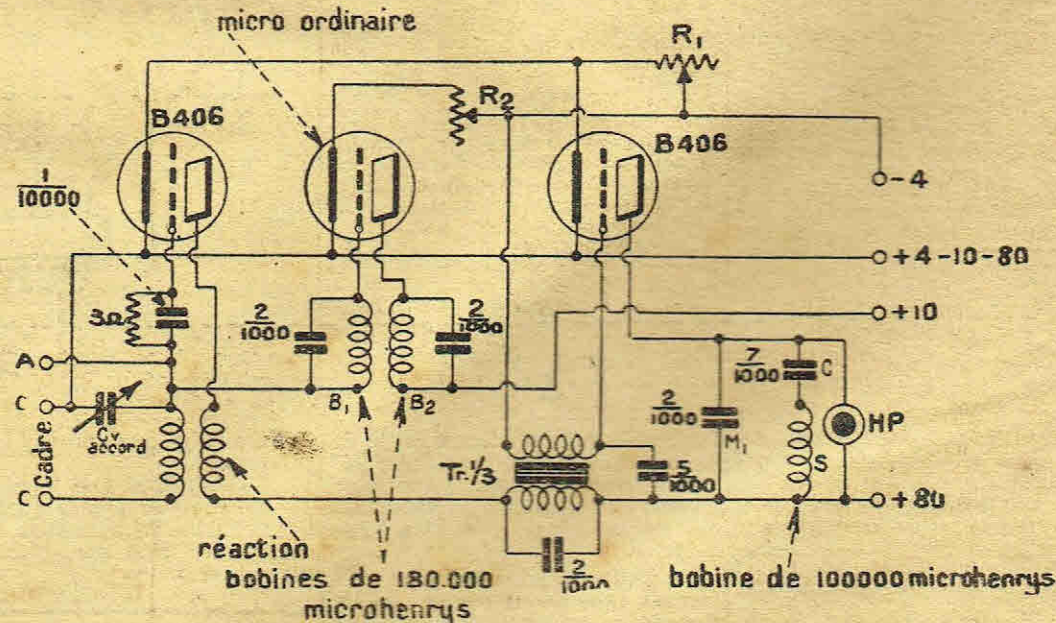 micro ordinaire
R1
B406
R2
B406
1
10000
-4
+4-10-80
3Ω
2
1000
2
1000
+10
A
B1
B2
C
Cv
accord
Cadre
C
7
1000
C
2
1000
M1
HP
S
Tr. 1/3
5
1000
+80
réaction
bobines de 180.000
microhenrys
2
1000
bobine de 100000 microhenrys